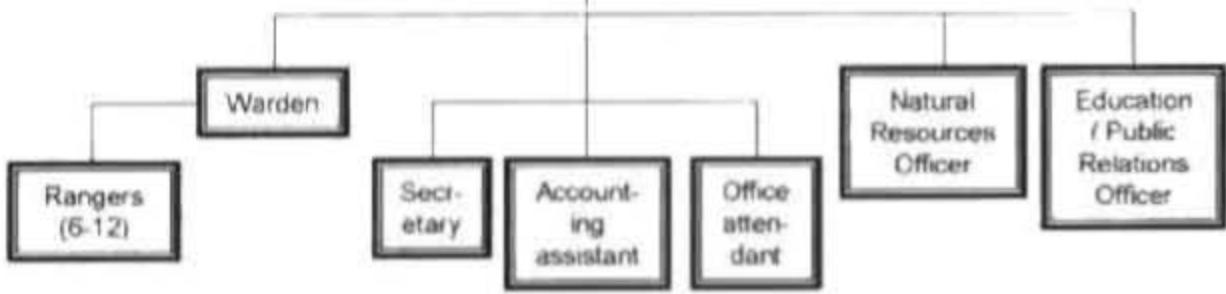 Warden
Natural
Resources
Officer
Education
/ Public
Relations
Officer
Rangers
(6-12)
Secr-
etary
Account-
ing
assistant
Office
atten-
dant